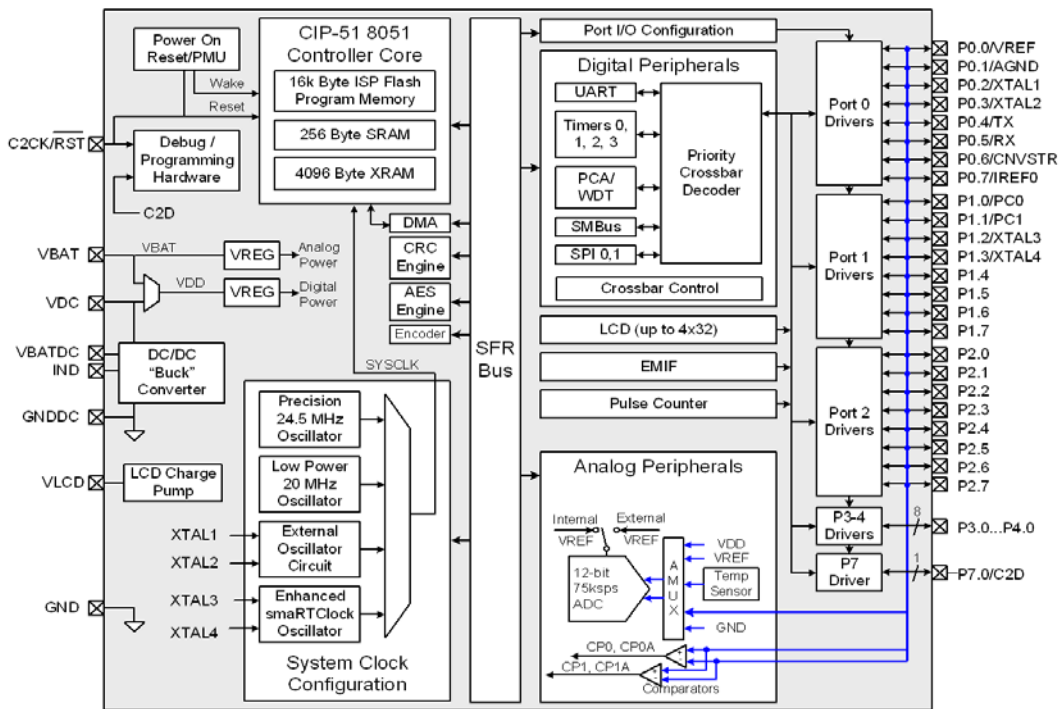 Power On
Reset/PMU
Wake
Reset
C2CK/RST
Debug /
Programming
Hardware
C2D
VBAT
VBAT
VREG
Analog
Power
VDC
VDD
VREG
Digital
Power
VBATDC
IND
DC/DC
"Buck"
Converter
GNDDC
VLCD
LCD Charge
Pump
XTAL1
XTAL2
XTAL3
XTAL4
GND
CIP-51 8051
Controller Core
16k Byte ISP Flash
Program Memory
256 Byte SRAM
4096 Byte XRAM
DMA
CRC
Engine
AES
Engine
Encoder
SYSCLK
Precision
24.5 MHz
Oscillator
Low Power
20 MHz
Oscillator
External
Oscillator
Circuit
Enhanced
smaRTClock
Oscillator
System Clock
Configuration
SFR
Bus
Port I/O Configuration
Digital Peripherals
UART
Timers 0,
1, 2, 3
PCA/
WDT
SMBus
SPI 0,1
Priority
Crossbar
Decoder
Crossbar Control
LCD (up to 4x32)
EMIF
Pulse Counter
Analog Peripherals
Internal
VREF
External
VREF
12-bit
75ksps
ADC
A
M
U
X
VDD
VREF
Temp
Sensor
GND
CP0, CP0A
CP1, CP1A
+
-
+
-
Comparators
Port 0
Drivers
Port 1
Drivers
Port 2
Drivers
P3-4
Drivers
P7
Driver
8
1
P0.0/VREF
P0.1/AGND
P0.2/XTAL1
P0.3/XTAL2
P0.4/TX
P0.5/RX
P0.6/CNVSTR
P0.7/IREF0
P1.0/PC0
P1.1/PC1
P1.2/XTAL3
P1.3/XTAL4
P1.4
P1.5
P1.6
P1.7
P2.0
P2.1
P2.2
P2.3
P2.4
P2.5
P2.6
P2.7
P3.0...P4.0
P7.0/C2D